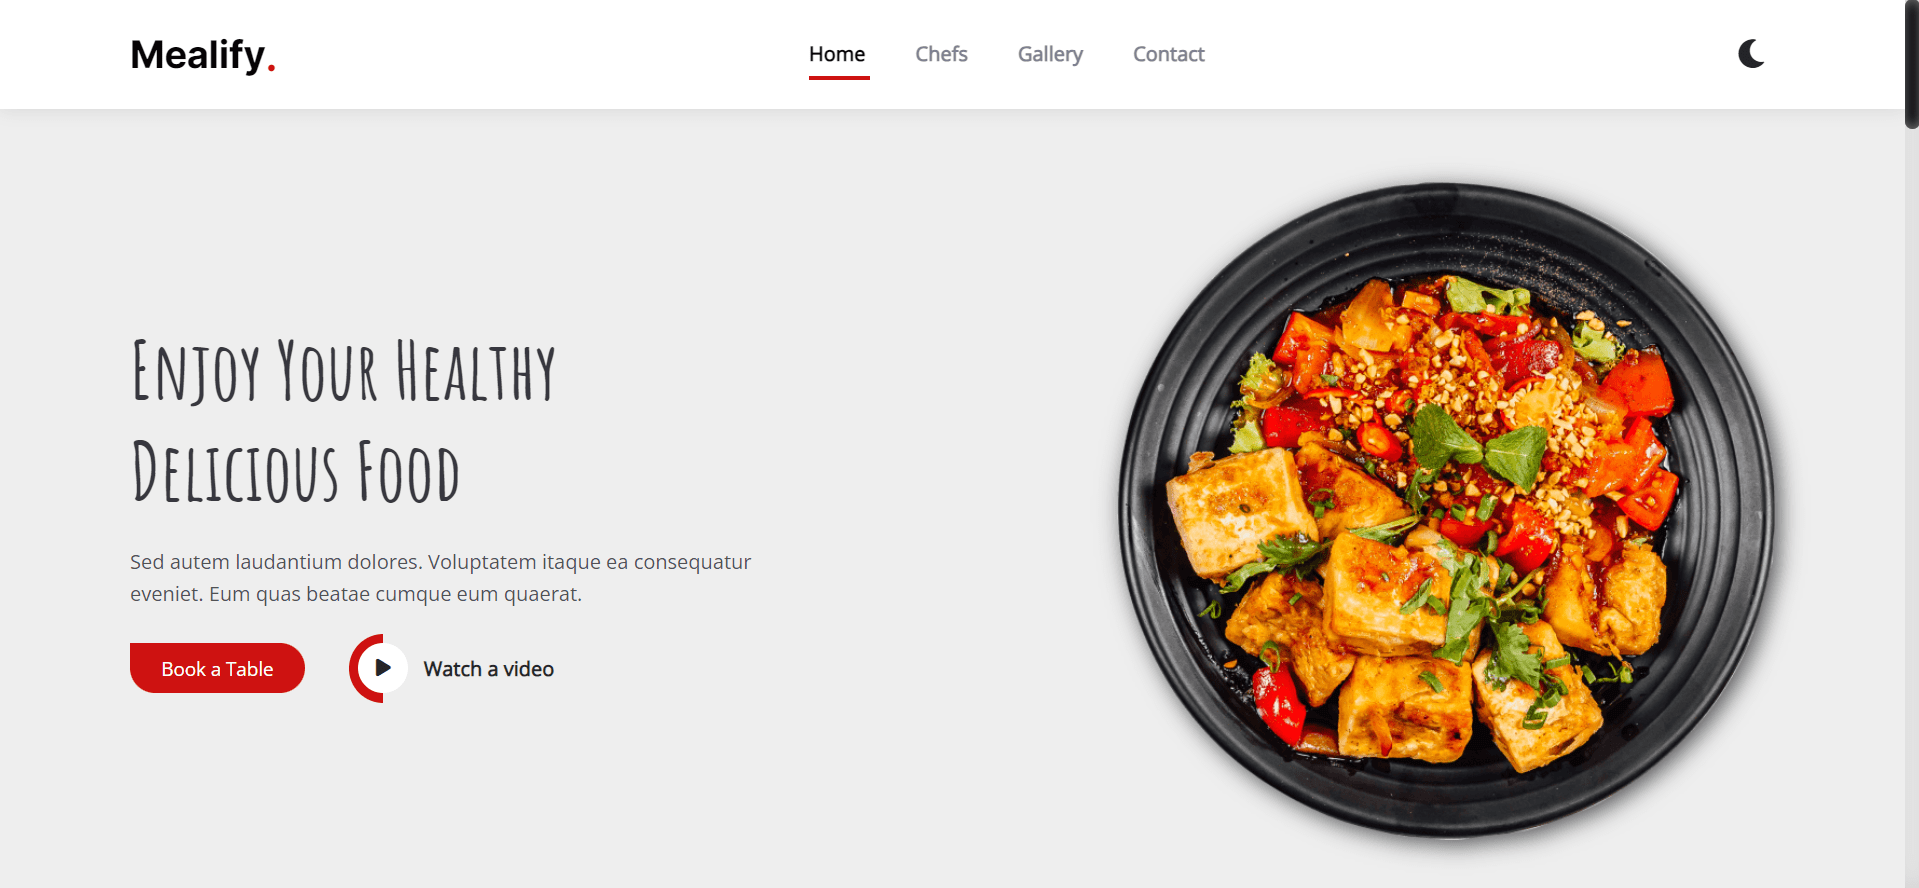 Mealify.
Home Chefs Gallery Contact
Enjoy Your Healthy
Delicious Food
Sed autem laudantium dolores. Voluptatem itaque ea consequatur
eveniet. Eum quas beatae cumque eum quaerat.
Book a Table
Watch a video